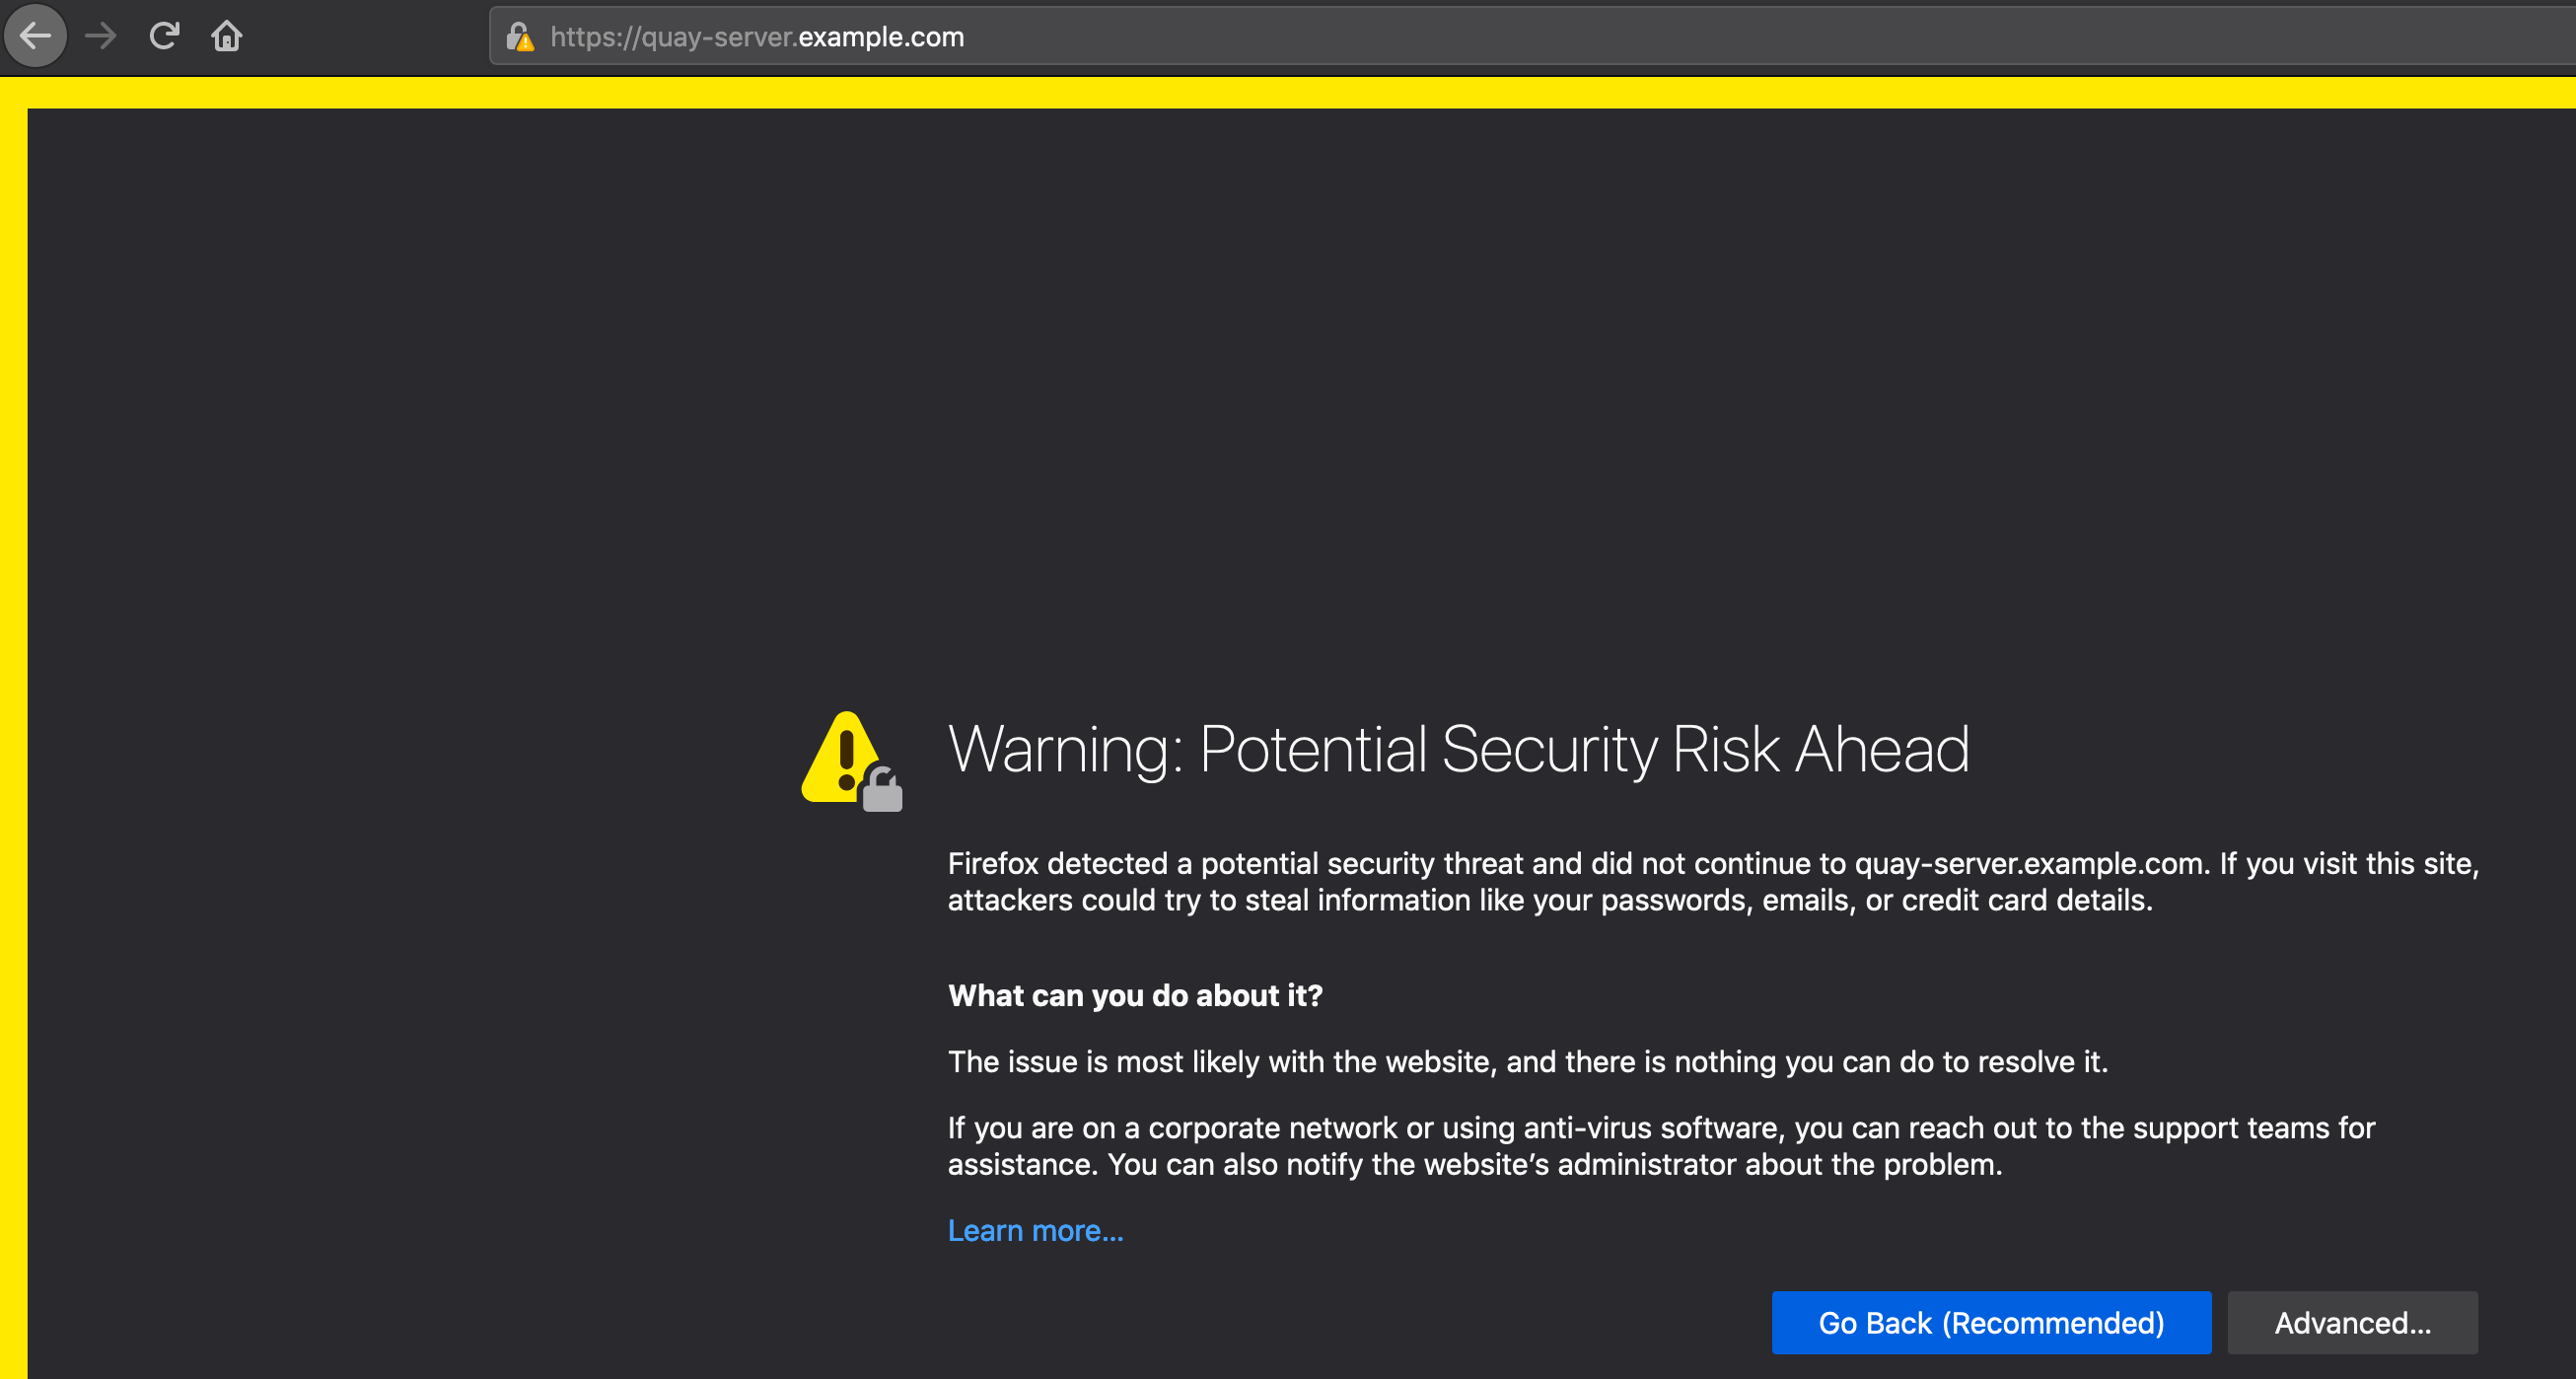 https://quay-server.example.com
Warning: Potential Security Risk Ahead
Firefox detected a potential security threat and did not continue to quay-server.example.com. If you visit this site,
attackers could try to steal information like your passwords, emails, or credit card details.
What can you do about it?
The issue is most likely with the website, and there is nothing you can do to resolve it.
If you are on a corporate network or using anti-virus software, you can reach out to the support teams for
assistance. You can also notify the website’s administrator about the problem.
Learn more…
Go Back (Recommended) Advanced…